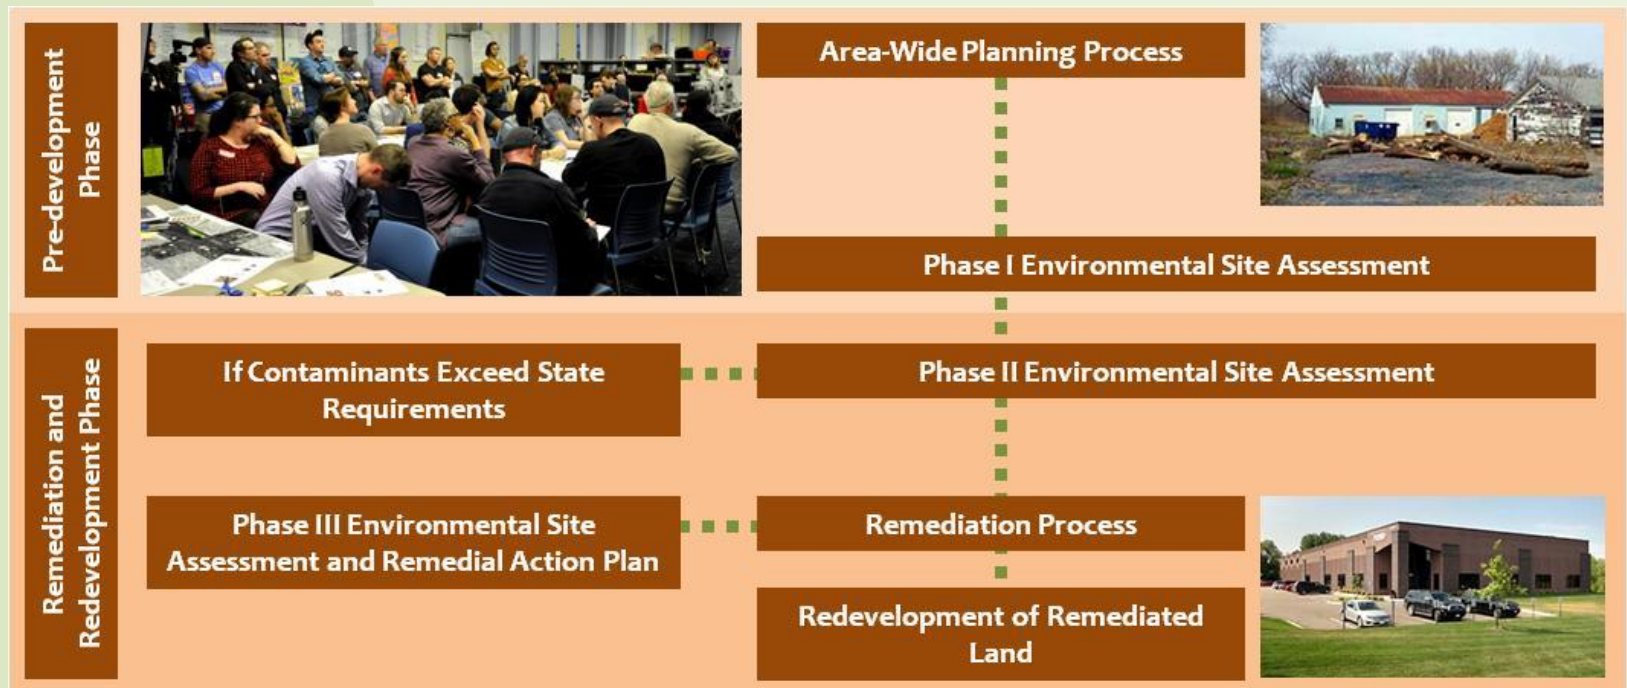 Pre-development
Phase
Area-Wide Planning Process
Phase I Environmental Site Assessment
Remediation and
Redevelopment Phase
If Contaminants Exceed State
Requirements
Phase II Environmental Site Assessment
Phase III Environmental Site
Assessment and Remedial Action Plan
Remediation Process
Redevelopment of Remediated
Land